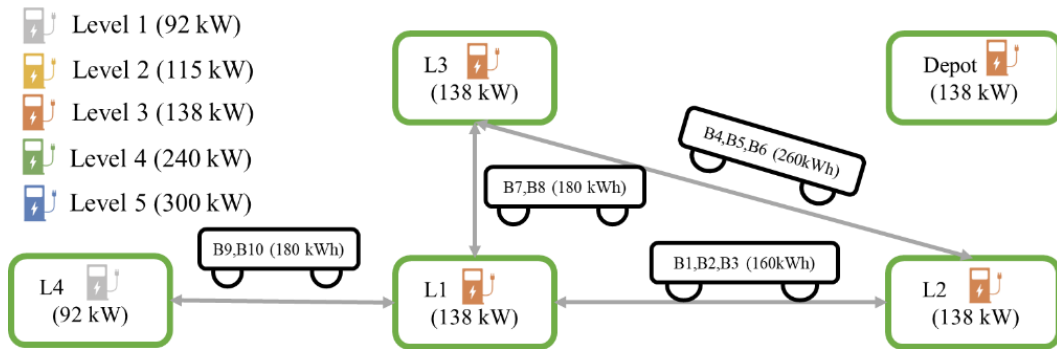 Level 1 (92 kW)
Level 2 (115 kW)
Level 3 (138 kW)
Level 4 (240 kW)
Level 5 (300 kW)
L3
(138 kW)
Depot
(138 kW)
B4,B5,B6 (260kWh)
B7,B8 (180 kWh)
B9,B10 (180 kWh)
B1,B2,B3 (160kWh)
L4
(92 kW)
L1
(138 kW)
L2
(138 kW)